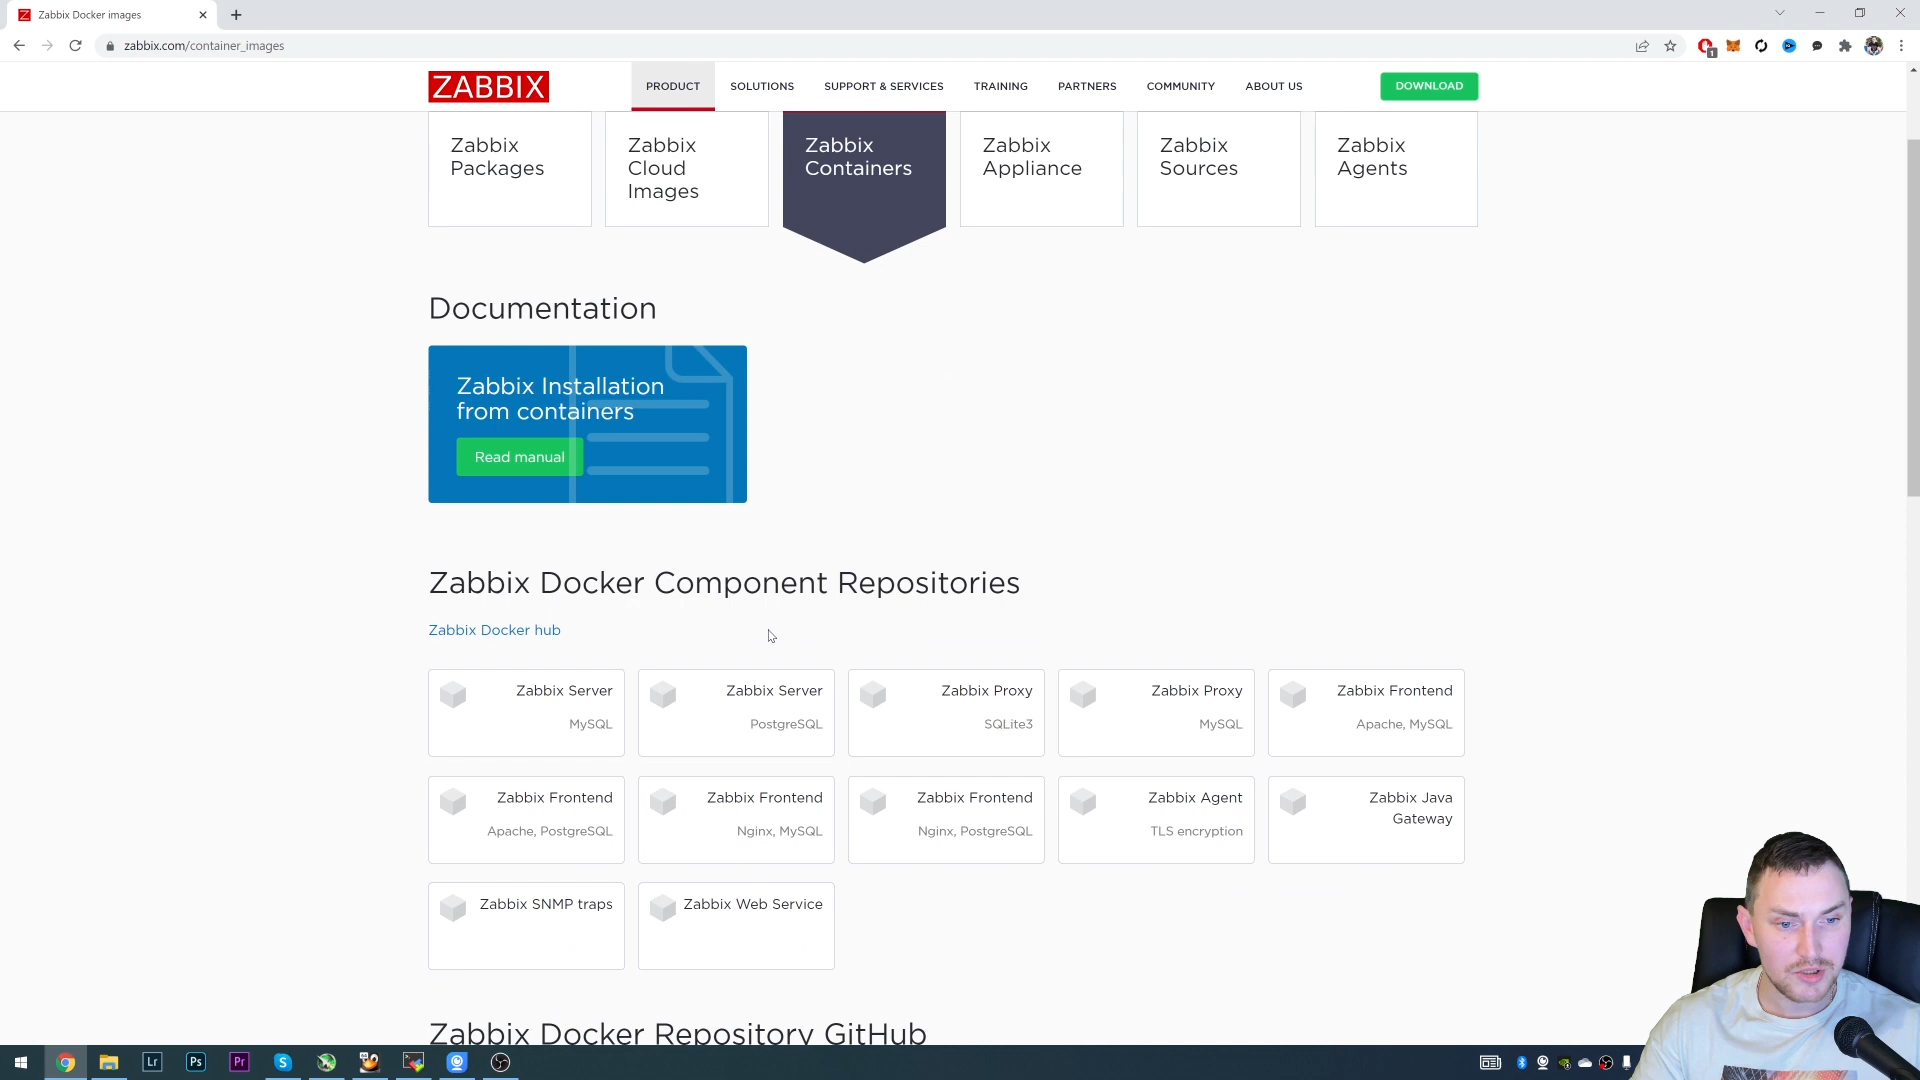 Zabbix Docker images
zabbix.com/container_images
1
ZABBIX
PRODUCT
SOLUTIONS
SUPPORT & SERVICES
TRAINING
PARTNERS
COMMUNITY
ABOUT US
DOWNLOAD
Zabbix
Packages
Zabbix
Cloud
Images
Zabbix
Containers
Zabbix
Appliance
Zabbix
Sources
Zabbix
Agents
Documentation
Zabbix Installation
from containers
Read manual
Zabbix Docker Component Repositories
Zabbix Docker hub
Zabbix Server
MySQL
Zabbix Server
PostgreSQL
Zabbix Proxy
SQLite3
Zabbix Proxy
MySQL
Zabbix Frontend
Apache, MySQL
Zabbix Frontend
Apache, PostgreSQL
Zabbix Frontend
Nginx, MySQL
Zabbix Frontend
Nginx, PostgreSQL
Zabbix Agent
TLS encryption
Zabbix Java
Gateway
Zabbix SNMP traps
Zabbix Web Service
Zabbix Docker Repository GitHub
Lr
Ps
Pr